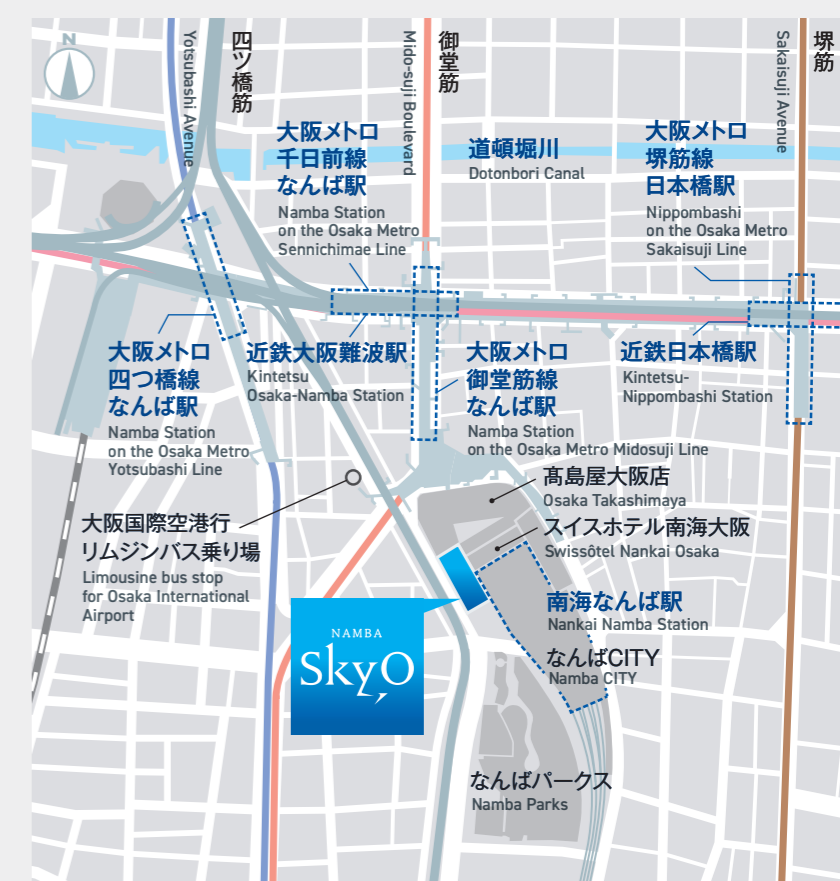 N
Yotsubashi Avenue
四ツ橋筋
Mido-suji Boulevard
御堂筋
Sakaisuji Avenue
堺筋
大阪メトロ
千日前線
なんば駅
Namba Station
on the Osaka Metro
Sennichimae Line
道頓堀川
Dotonbori Canal
大阪メトロ
堺筋線
日本橋駅
Nippombashi
on the Osaka Metro
Sakaisuji Line
大阪メトロ
四つ橋線
なんば駅
Namba Station
on the Osaka Metro
Yotsubashi Line
近鉄大阪難波駅
Kintetsu
Osaka-Namba Station
大阪メトロ
御堂筋線
なんば駅
Namba Station
on the Osaka Metro Midosuji Line
近鉄日本橋駅
Kintetsu-
Nippombashi Station
髙島屋大阪店
Osaka Takashimaya
大阪国際空港行
リムジンバス乗り場
Limousine bus stop
for Osaka International
Airport
スイスホテル南海大阪
Swissôtel Nankai Osaka
南海なんば駅
Nankai Namba Station
NAMBA
SkyO
なんばCITY
Namba CITY
なんばパークス
Namba Parks